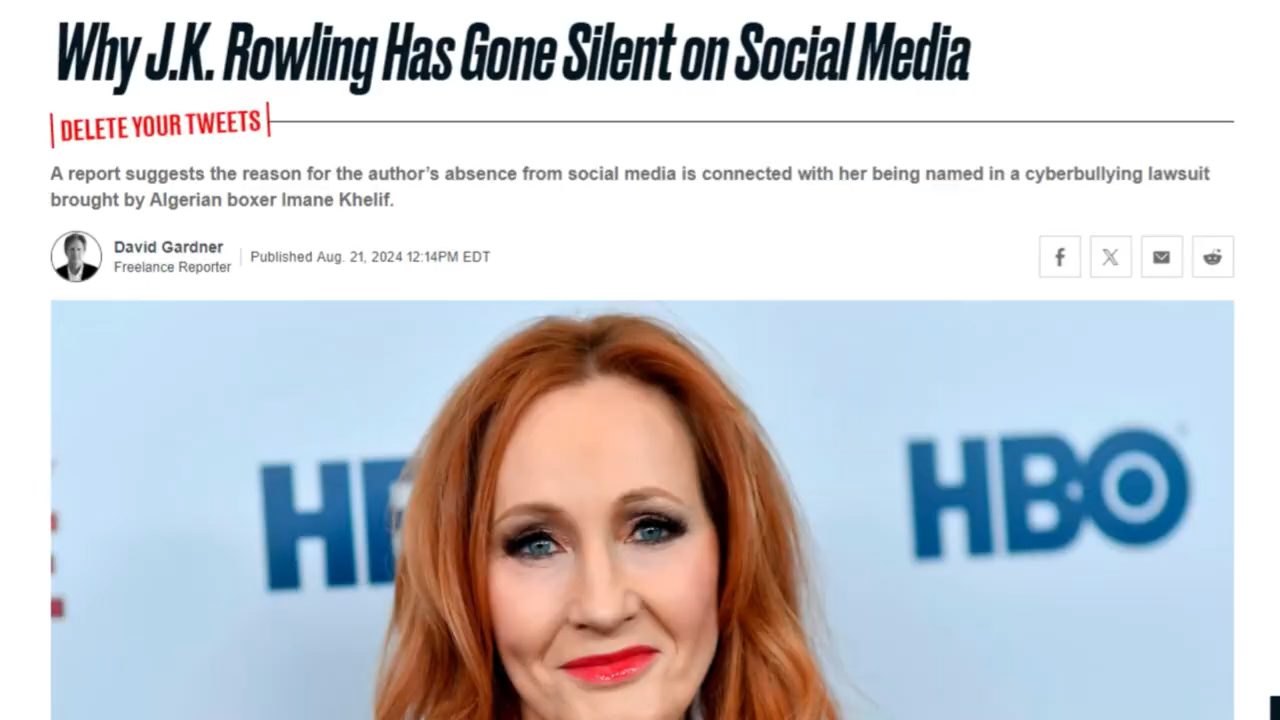 Why J.K. Rowling Has Gone Silent on Social Media
DELETE YOUR TWEETS
A report suggests the reason for the author's absence from social media is connected with her being named in a cyberbullying lawsuit
brought by Algerian boxer Imane Khelif.
David Gardner
Freelance Reporter
Published Aug. 21, 2024 12:14PM EDT
HBO